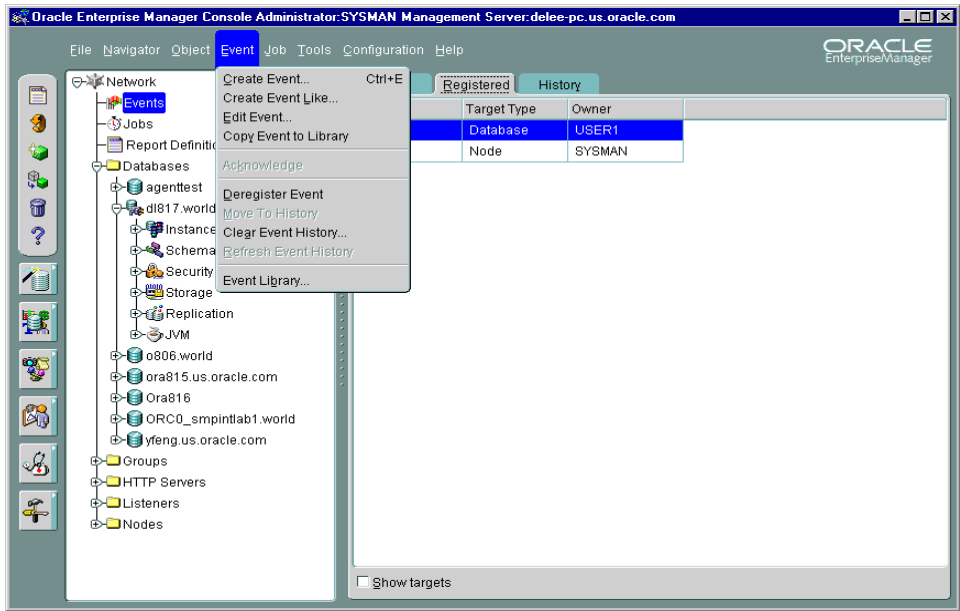 Oracle Enterprise Manager Console Administrator:SYSMAN Management Server:delee-pc.us.oracle.com
File Navigator Object Event Job Tools Configuration Help
ORACLE
EnterpriseManager
Create Event... Ctrl+E
Create Event Like...
Edit Event...
Copy Event to Library
Acknowledge
Deregister Event
Move To History
Clear Event History...
Refresh Event History
Event Library...
Network
Events
Jobs
Report Definitio
Databases
agenttest
dl817.world
Instance
Schema
Security
Storage
Replication
JVM
o806.world
ora815.us.oracle.com
Ora816
ORC0_smpintlab1.world
yfeng.us.oracle.com
Groups
HTTP Servers
Listeners
Nodes
Registered History
Target Type Owner
Database USER1
Node SYSMAN
Show targets